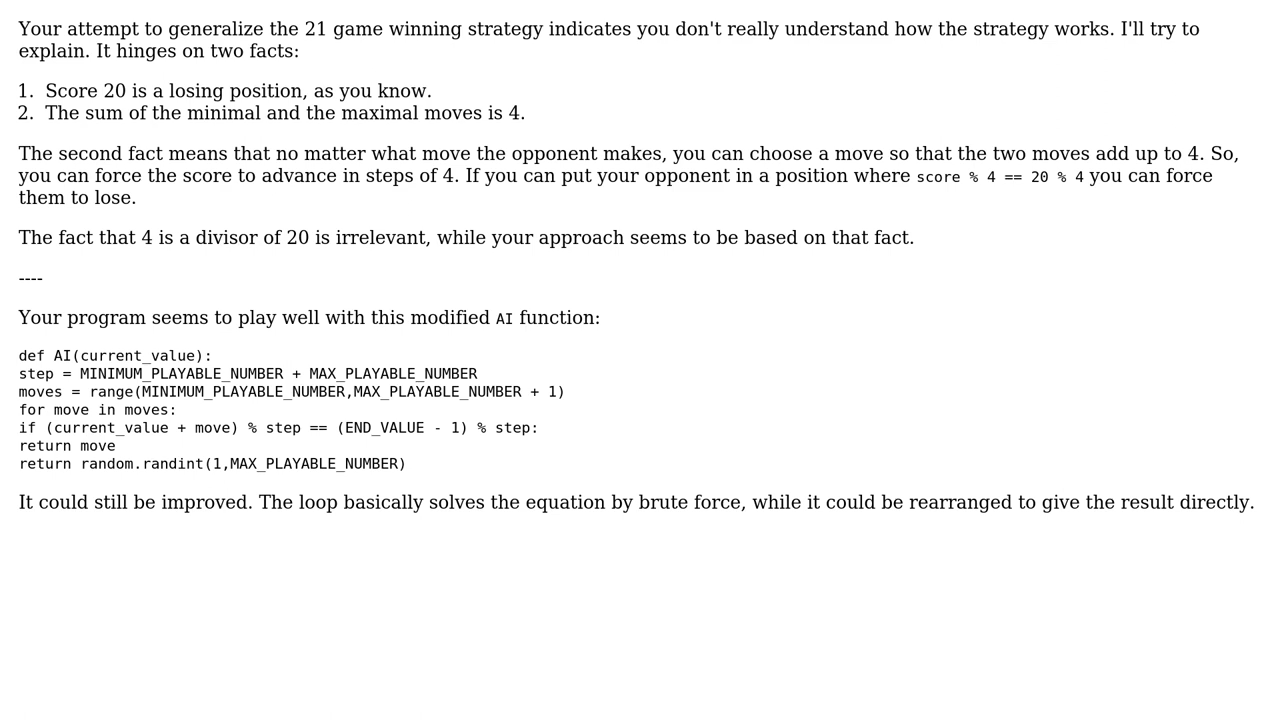 Your attempt to generalize the 21 game winning strategy indicates you don't really understand how the strategy works. I'll try to
explain. It hinges on two facts:
1. Score 20 is a losing position, as you know.
2. The sum of the minimal and the maximal moves is 4.
The second fact means that no matter what move the opponent makes, you can choose a move so that the two moves add up to 4. So,
you can force the score to advance in steps of 4. If you can put your opponent in a position where score % 4 == 20 % 4 you can force
them to lose.
The fact that 4 is a divisor of 20 is irrelevant, while your approach seems to be based on that fact.
----
Your program seems to play well with this modified AI function:
def AI(current_value):
step = MINIMUM_PLAYABLE_NUMBER + MAX_PLAYABLE_NUMBER
moves = range(MINIMUM_PLAYABLE_NUMBER,MAX_PLAYABLE_NUMBER + 1)
for move in moves:
if (current_value + move) % step == (END_VALUE - 1) % step:
return move
return random.randint(1,MAX_PLAYABLE_NUMBER)
It could still be improved. The loop basically solves the equation by brute force, while it could be rearranged to give the result directly.